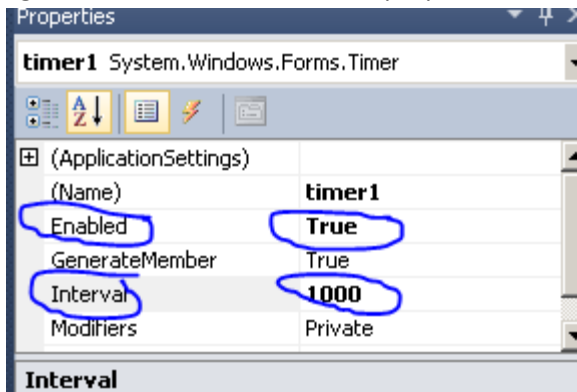 Properties
timer1 System.Windows.Forms.Timer
(ApplicationSettings)
(Name) timer1
Enabled True
GenerateMember True
Interval 1000
Modifiers Private
Interval